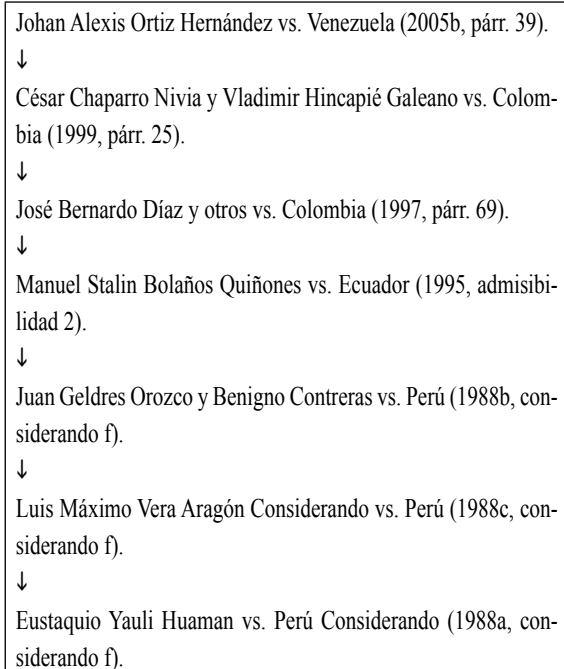 Johan Alexis Ortiz Hernández vs. Venezuela (2005b, párr. 39).
↓
César Chaparro Nivia y Vladimir Hincapié Galeano vs. Colom-
bia (1999, párr. 25).
↓
José Bernardo Díaz y otros vs. Colombia (1997, párr. 69).
↓
Manuel Stalin Bolaños Quiñones vs. Ecuador (1995, admisibi-
lidad 2).
↓
Juan Geldres Orozco y Benigno Contreras vs. Perú (1988b, con-
siderando f).
↓
Luis Máximo Vera Aragón Considerando vs. Perú (1988c, con-
siderando f).
↓
Eustaquio Yauli Huaman vs. Perú Considerando (1988a, con-
siderando f).